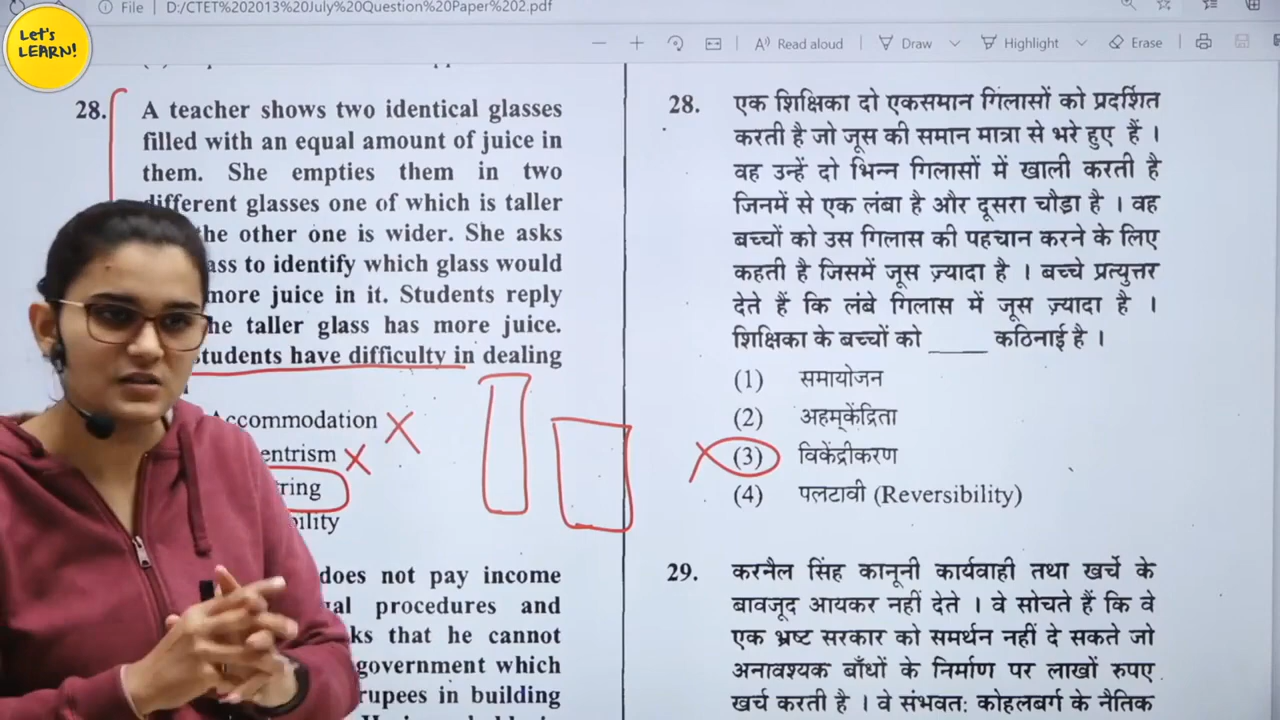 Let's
LEARN!
File
D:/CTET%202013%20July%20Question%20Paper%202.pdf
Read aloud
Draw
Highlight
Erase
28.
A teacher shows two identical glasses
filled with an equal amount of juice in
them. She empties them in two
different glasses one of which is taller
the other one is wider. She asks
ass to identify which glass would
more juice in it. Students reply
he taller glass has more juice.
students have difficulty in dealing
Accommodation
entrism
ring
bility
does not pay income
al procedures and
ks that he cannot
government which
rupees in building
28.
एक शिक्षिका दो एकसमान गिलासों को प्रदर्शित
करती है जो जूस की समान मात्रा से भरे हुए हैं ।
वह उन्हें दो भिन्न गिलासों में खाली करती है
जिनमें से एक लंबा है और दूसरा चौड़ा है । वह
बच्चों को उस गिलास की पहचान करने के लिए
कहती है जिसमें जूस ज़्यादा है । बच्चे प्रत्युत्तर
देते हैं कि लंबे गिलास में जूस ज़्यादा है ।
शिक्षिका के बच्चों को ____ कठिनाई है ।
(1) समायोजन
(2) अहम्केंद्रिता
(3) विकेंद्रीकरण
(4) पलटावी (Reversibility)
29.
करनैल सिंह कानूनी कार्यवाही तथा खर्चे के
बावजूद आयकर नहीं देते । वे सोचते हैं कि वे
एक भ्रष्ट सरकार को समर्थन नहीं दे सकते जो
अनावश्यक बाँधों के निर्माण पर लाखों रुपए
खर्च करती है । वे संभवत: कोहलबर्ग के नैतिक